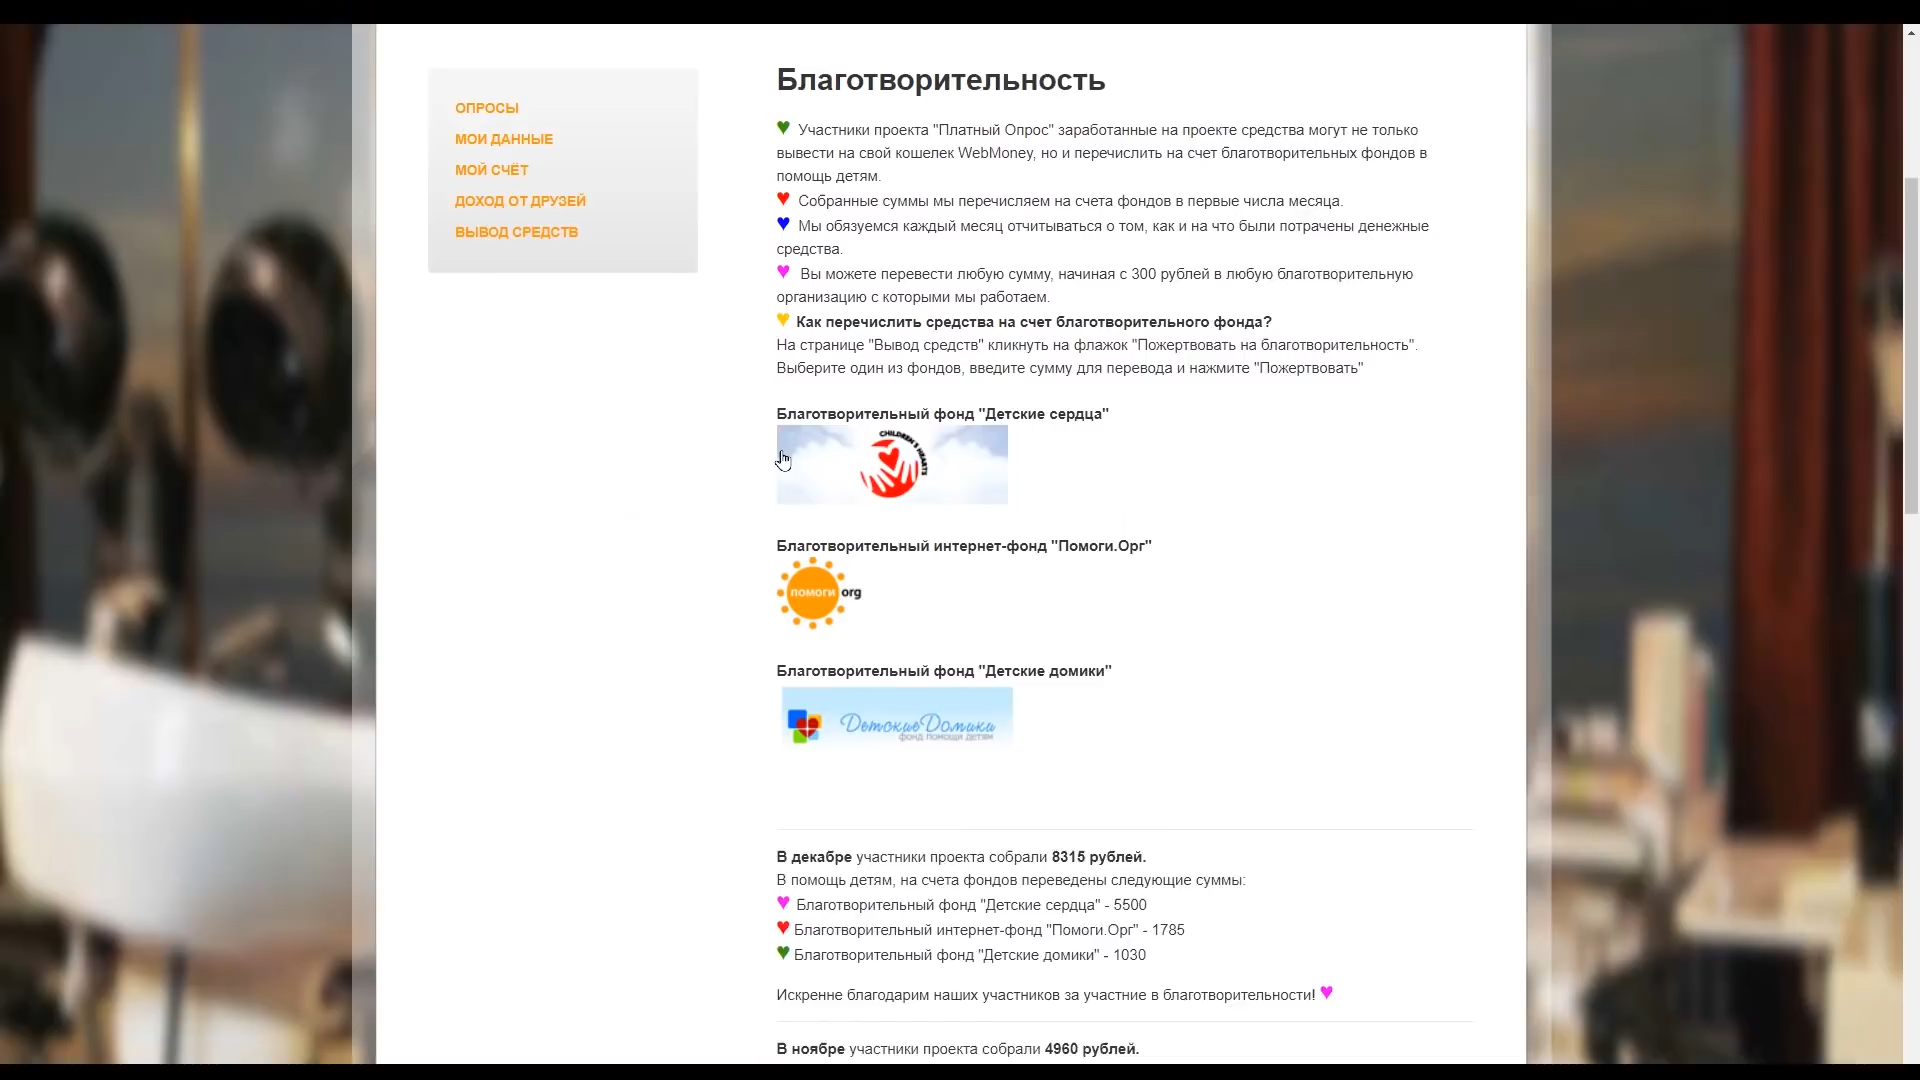 ОПРОСЫ
МОИ ДАННЫЕ
МОЙ СЧЁТ
ДОХОД ОТ ДРУЗЕЙ
ВЫВОД СРЕДСТВ
Благотворительность
Участники проекта "Платный Опрос" заработанные на проекте средства могут не только
вывести на свой кошелек WebMoney, но и перечислить на счет благотворительных фондов в
помощь детям.
Собранные суммы мы перечисляем на счета фондов в первые числа месяца.
Мы обязуемся каждый месяц отчитываться о том, как и на что были потрачены денежные
средства.
Вы можете перевести любую сумму, начиная с 300 рублей в любую благотворительную
организацию с которыми мы работаем.
Как перечислить средства на счет благотворительного фонда?
На странице "Вывод средств" кликнуть на флажок "Пожертвовать на благотворительность".
Выберите один из фондов, введите сумму для перевода и нажмите "Пожертвовать"
Благотворительный фонд "Детские сердца"
CHILDREN'S HEARTS
Благотворительный интернет-фонд "Помоги.Орг"
помоги org
Благотворительный фонд "Детские домики"
Детские Домики
фонд помощи детям
В декабре участники проекта собрали 8315 рублей.
В помощь детям, на счета фондов переведены следующие суммы:
Благотворительный фонд "Детские сердца" - 5500
Благотворительный интернет-фонд "Помоги.Орг" - 1785
Благотворительный фонд "Детские домики" - 1030
Искренне благодарим наших участников за участие в благотворительности!
В ноябре участники проекта собрали 4960 рублей.